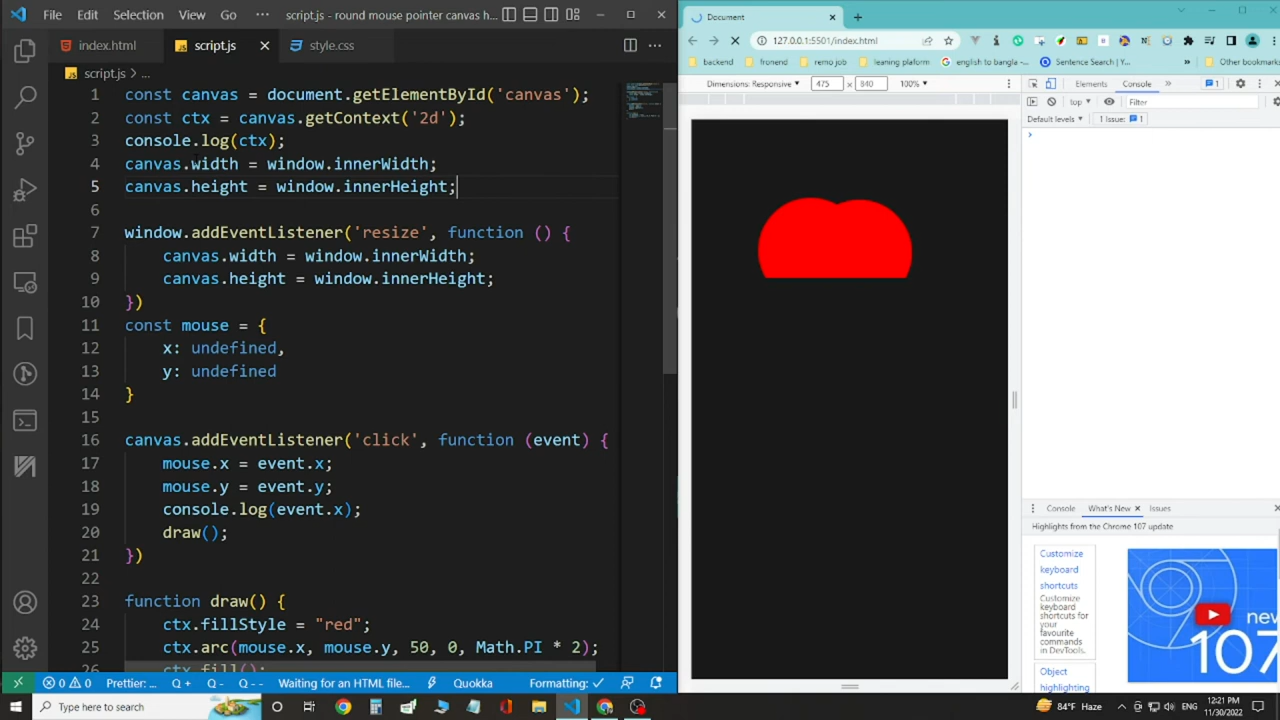 File Edit Selection View Go ··· script.js - round mouse pointer canvas h...
index.html script.js style.css
script.js > ...
const canvas = document.getElementById('canvas');
2 const ctx = canvas.getContext('2d');
3 console.log(ctx);
4 canvas.width = window.innerWidth;
5 canvas.height = window.innerHeight;
6
7 window.addEventListener('resize', function () {
8 canvas.width = window.innerWidth;
9 canvas.height = window.innerHeight;
10 })
11 const mouse = {
12 x: undefined,
13 y: undefined
14 }
15
16 canvas.addEventListener('click', function (event) {
17 mouse.x = event.x;
18 mouse.y = event.y;
19 console.log(event.x);
20 draw();
21 })
22
23 function draw() {
24 ctx.fillStyle = "red";
25 ctx.arc(mouse.x, mouse.y, 50, 0, Math.PI * 2);
26 ctx.fill();
0 0 Prettier: ... Q + Q - Q - - Waiting for HTML file... Quokka Formatting: ✓
Document
127.0.0.1:5501/index.html
backend fronend remo job leaning plaform english to bangla -... Sentence Search | Y... » Other bookmarks
Dimensions: Responsive 475 × 840 100%
Elements Console » 1
top Filter
Default levels 1 Issue: 1
Console What's New Issues
Highlights from the Chrome 107 update
Customize
keyboard
shortcuts
Customize
keyboard
shortcuts for
your
favourite
commands
in DevTools.
Object
highlighting
new
107
Type here to search
84°F Haze
ENG
12:21 PM
11/30/2022